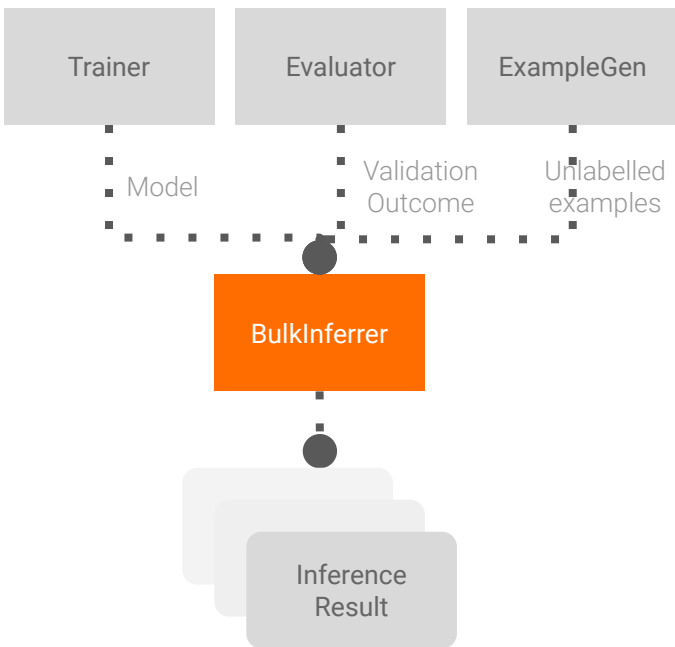 Trainer
Evaluator
ExampleGen
Model
Validation
Outcome
Unlabelled
examples
BulkInferrer
Inference
Result